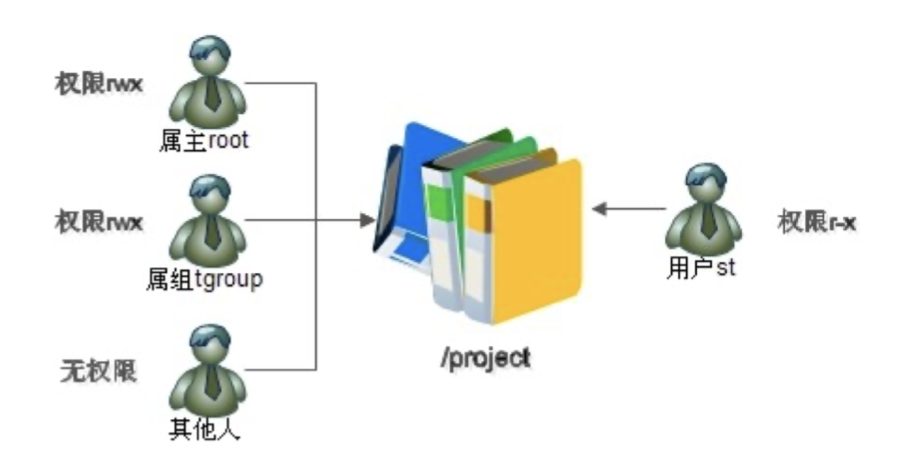 权限rwx
属主root
权限rwx
属组tgroup
无权限
其他人
/project
用户st
权限r-x